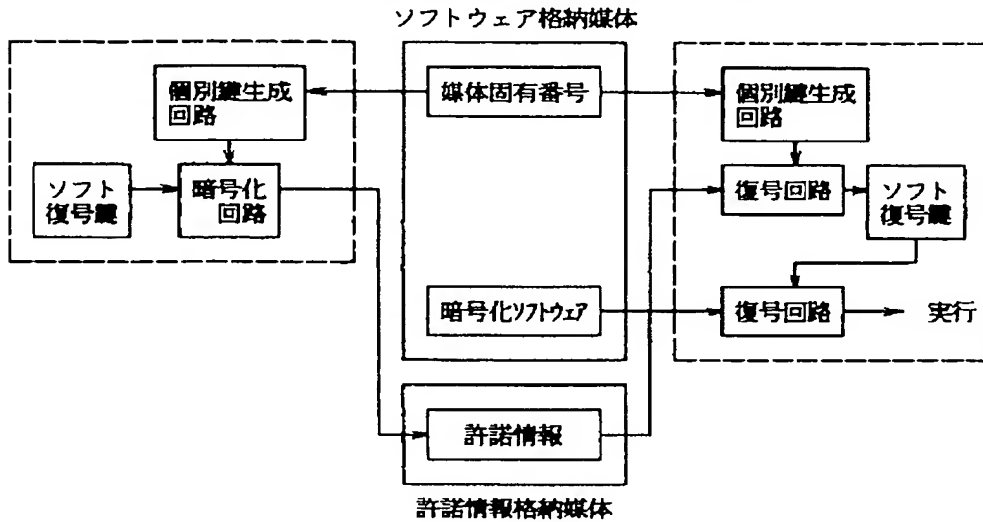 ソフトウェア格納媒体
個別鍵生成
回路
媒体固有番号
個別鍵生成
回路
ソフト
復号鍵
暗号化
回路
復号回路
ソフト
復号鍵
暗号化ソフトウェア
復号回路
実行
許諾情報
許諾情報格納媒体